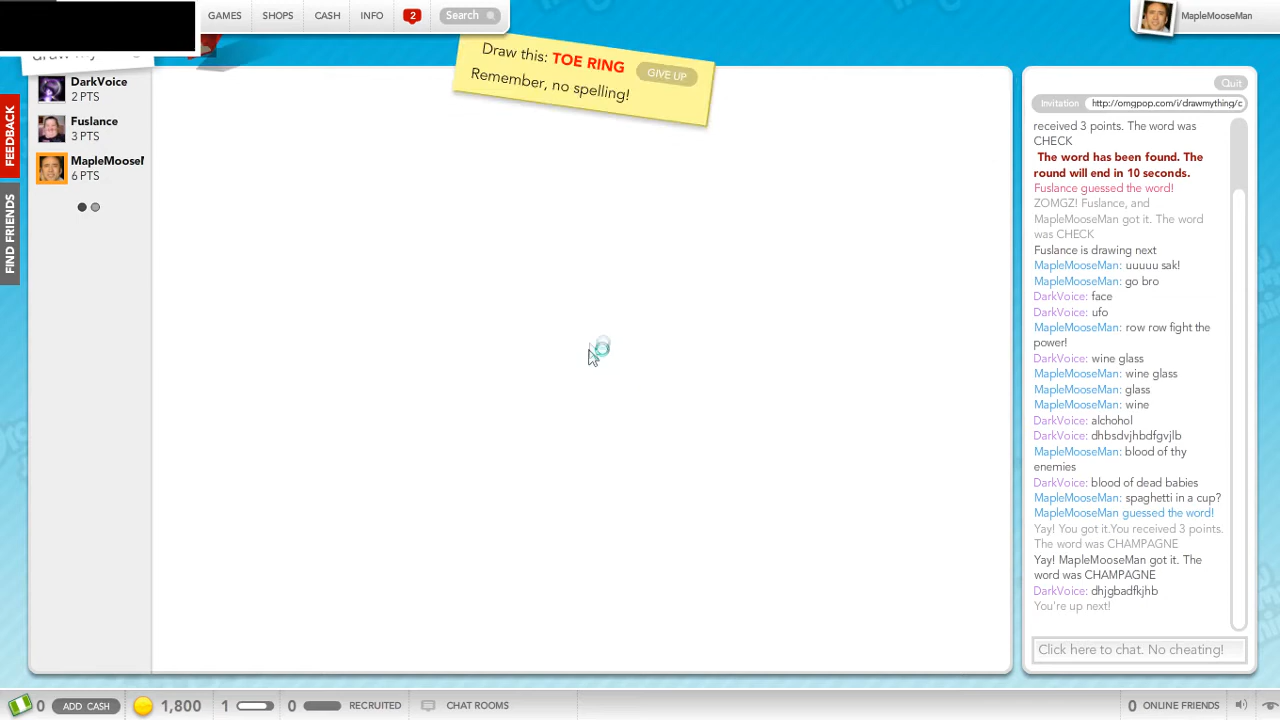 GAMES SHOPS CASH INFO 2 Search
MapleMooseMan
Draw this: TOE RING GIVE UP
Remember, no spelling!
FEEDBACK
FIND FRIENDS
DarkVoice
2 PTS
Fuslance
3 PTS
MapleMoose
6 PTS
Quit
Invitation http://omgpop.com/i/drawmything/c
received 3 points. The word was
CHECK
The word has been found. The
round will end in 10 seconds.
Fuslance guessed the word!
ZOMGZ! Fuslance, and
MapleMooseMan got it. The word
was CHECK
Fuslance is drawing next
MapleMooseMan: uuuuu sak!
MapleMooseMan: go bro
DarkVoice: face
DarkVoice: ufo
MapleMooseMan: row row fight the
power!
DarkVoice: wine glass
MapleMooseMan: wine glass
MapleMooseMan: glass
MapleMooseMan: wine
DarkVoice: alchohol
DarkVoice: dhbsdvjhbdfgvjlb
MapleMooseMan: blood of thy
enemies
DarkVoice: blood of dead babies
MapleMooseMan: spaghetti in a cup?
MapleMooseMan guessed the word!
Yay! You got it.You received 3 points.
The word was CHAMPAGNE
Yay! MapleMooseMan got it. The
word was CHAMPAGNE
DarkVoice: dhjgbadfkjhb
You're up next!
Click here to chat. No cheating!
0 ADD CASH 1,800 1 0 RECRUITED CHAT ROOMS 0 ONLINE FRIENDS